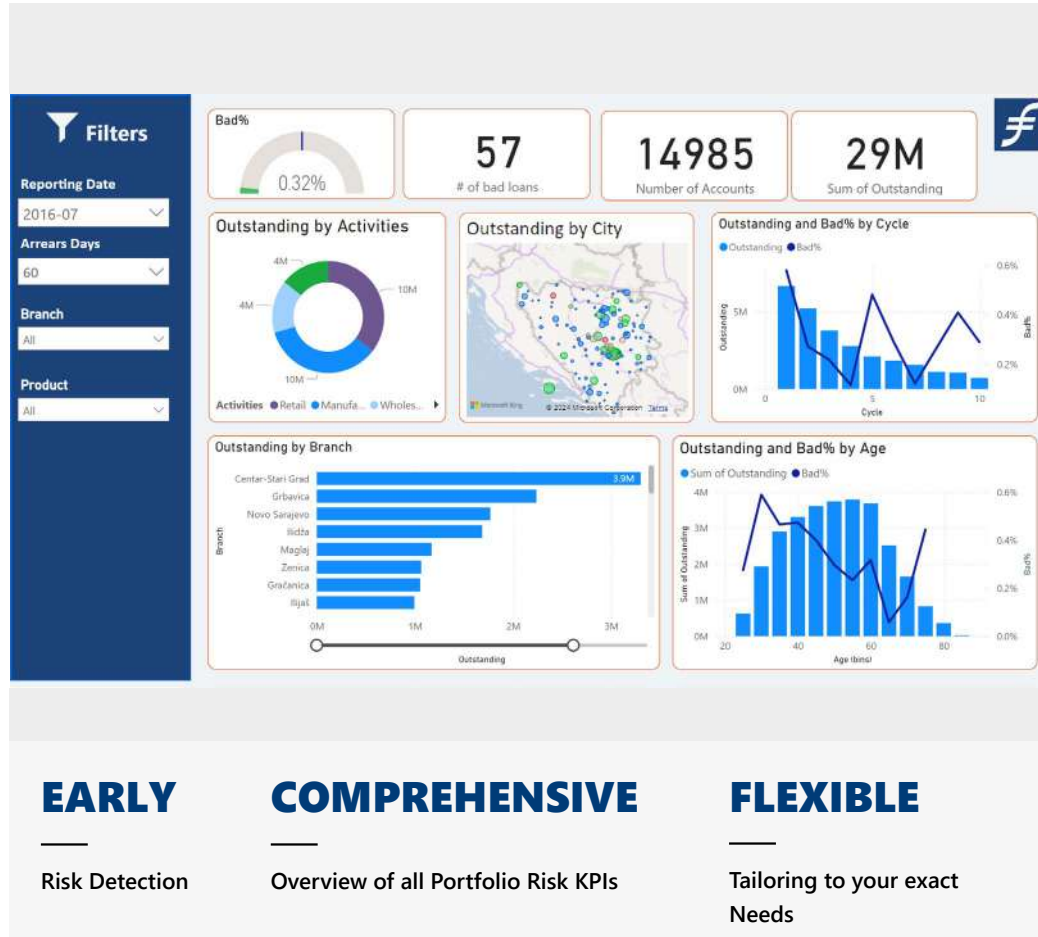 Filters
Reporting Date
2016-07
Arrears Days
60
Branch
All
Product
All
Bad%
0.32%
57
# of bad loans
14985
Number of Accounts
29M
Sum of Outstanding
Outstanding by Activities
4M
10M
4M
10M
Activities Retail Manufa... Wholes...
Outstanding by City
Microsoft Bing
© 2024 Microsoft Corporation Terms
Outstanding and Bad% by Cycle
Outstanding Bad%
0.6%
5M
0.4%
0.2%
0M
0 5 10
Outstanding
Bad%
Cycle
Outstanding by Branch
Centar-Stari Grad
3.9M
Grbavica
Novo Sarajevo
Ilidža
Maglaj
Zenica
Gračanica
Ilijaš
Branch
0M 1M 2M 3M
Outstanding
Outstanding and Bad% by Age
Sum of Outstanding Bad%
4M
0.6%
3M
0.4%
2M
0.2%
1M
0M
0.0%
20 40 60 80
Sum of Outstanding
Bad%
Age (bins)
EARLY
Risk Detection
COMPREHENSIVE
Overview of all Portfolio Risk KPIs
FLEXIBLE
Tailoring to your exact
Needs